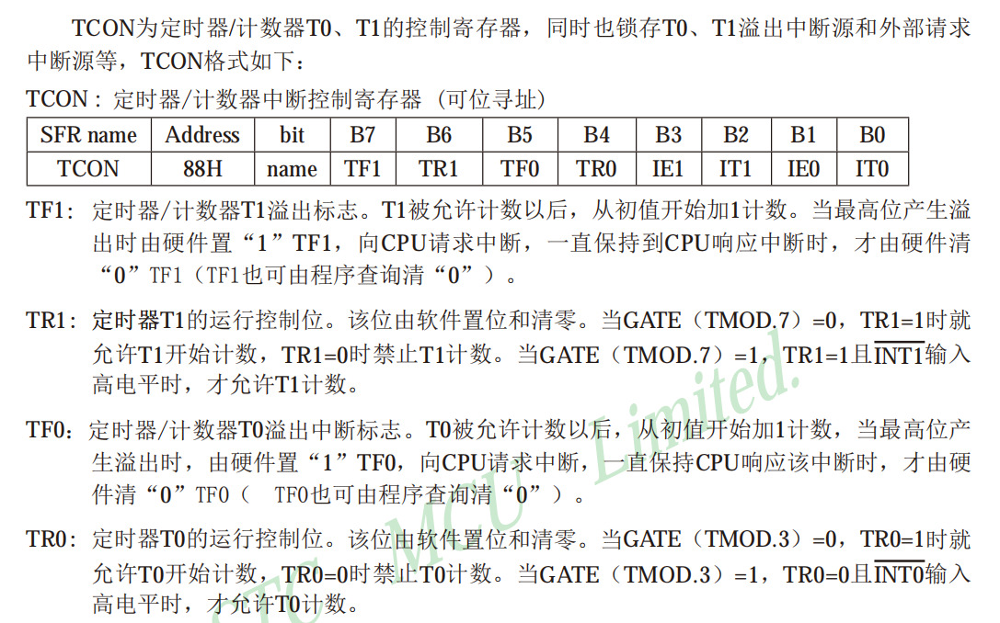 TCON为定时器/计数器T0、T1的控制寄存器，同时也锁存T0、T1溢出中断源和外部请求
中断源等，TCON格式如下：
TCON : 定时器/计数器中断控制寄存器 (可位寻址)
SFR name Address bit B7 B6 B5 B4 B3 B2 B1 B0
TCON 88H name TF1 TR1 TF0 TR0 IE1 IT1 IE0 IT0
TF1： 定时器/计数器T1溢出标志。T1被允许计数以后，从初值开始加1计数。当最高位产生溢
出时由硬件置“1”TF1，向CPU请求中断，一直保持到CPU响应中断时，才由硬件清
“0”TF1（TF1也可由程序查询清“0”）。
TR1： 定时器T1的运行控制位。该位由软件置位和清零。当GATE（TMOD.7）=0，TR1=1时就
允许T1开始计数，TR1=0时禁止T1计数。当GATE（TMOD.7）=1，TR1=1且INT1输入
高电平时，才允许T1计数。
TF0：定时器/计数器T0溢出中断标志。T0被允许计数以后，从初值开始加1计数，当最高位产
生溢出时，由硬件置“1”TF0，向CPU请求中断，一直保持CPU响应该中断时，才由硬
件清“0”TF0（ TF0也可由程序查询清“0”）。
TR0： 定时器T0的运行控制位。该位由软件置位和清零。当GATE（TMOD.3）=0，TR0=1时就
允许T0开始计数，TR0=0时禁止T0计数。当GATE（TMOD.3）=1，TR0=0且INT0输入
高电平时，才允许T0计数。
STC MCU Limited.